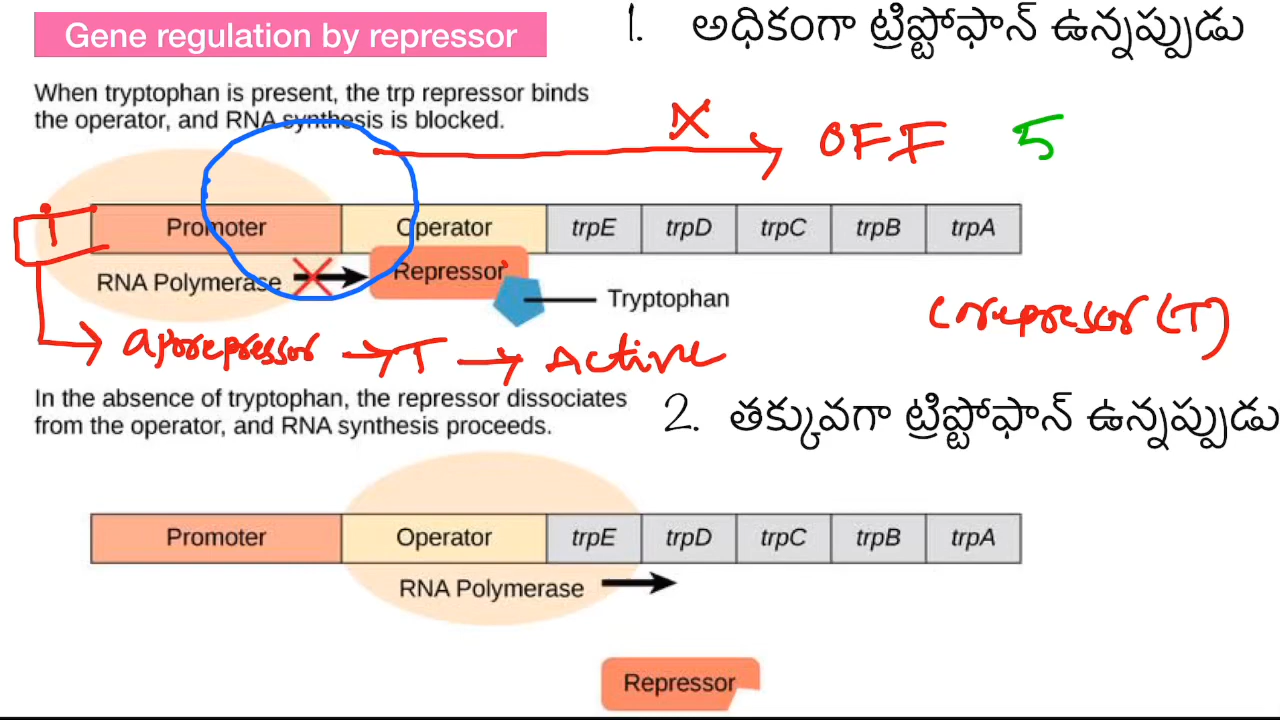 Gene regulation by repressor
1. అధికంగా ట్రిప్టోఫాన్ ఉన్నప్పుడు
When tryptophan is present, the trp repressor binds
the operator, and RNA synthesis is blocked.
X OFF 5
I Promoter Operator trpE trpD trpC trpB trpA
RNA Polymerase Repressor
Tryptophan
Corepressor (T)
aporepressor → T → Active
In the absence of tryptophan, the repressor dissociates
from the operator, and RNA synthesis proceeds.
2. తక్కువగా ట్రిప్టోఫాన్ ఉన్నప్పుడు
Promoter Operator trpE trpD trpC trpB trpA
RNA Polymerase
Repressor